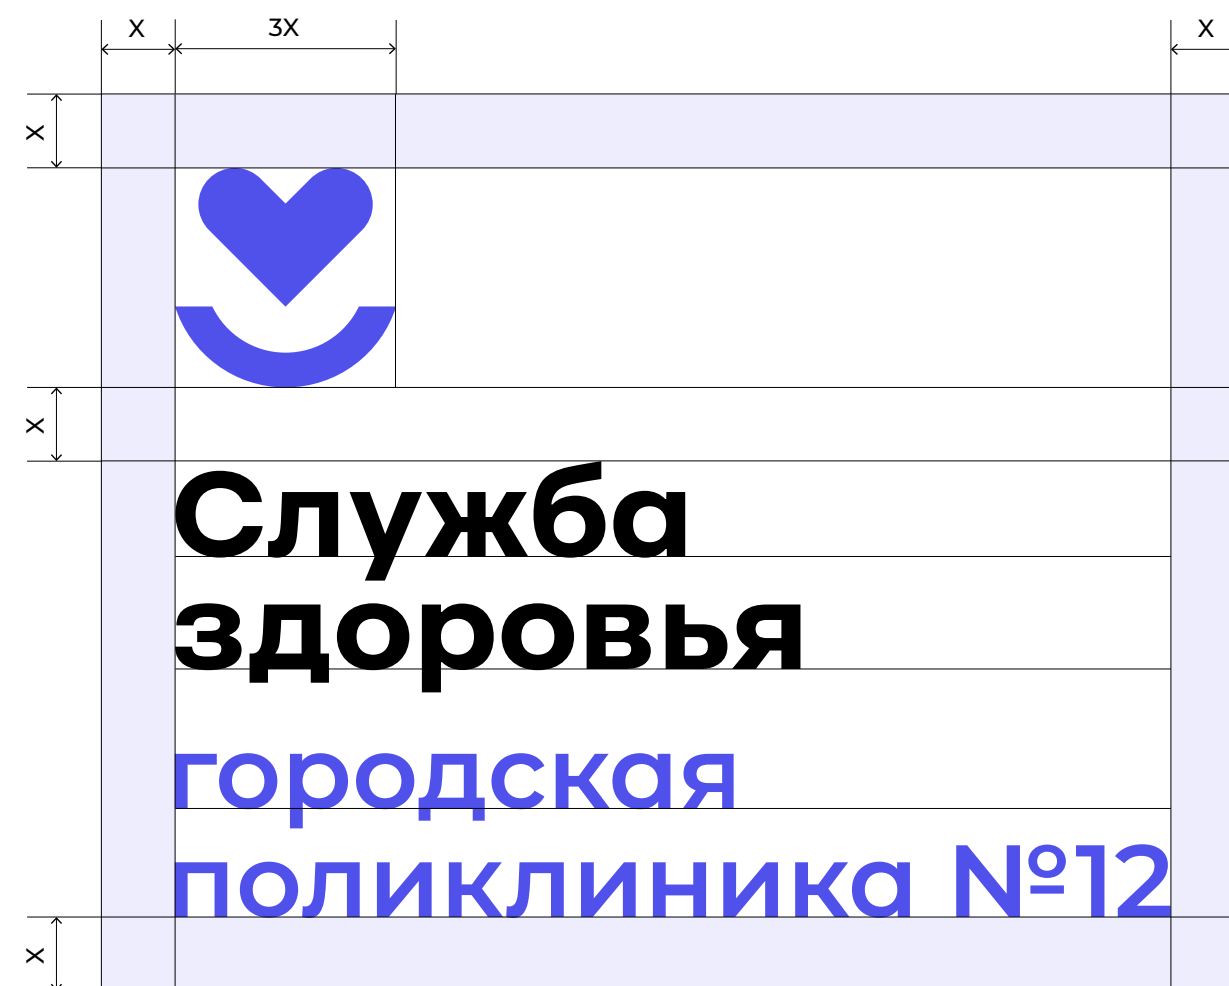 X 3X X
X
X
Служба
здоровья
городская
поликлиника №12
X